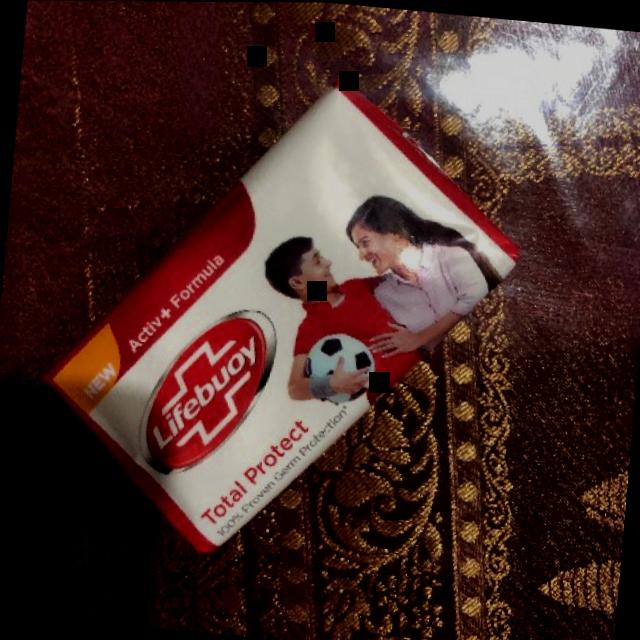 NEW
Activ+ Formula
Lifebuoy
Total Protect
100% Proven Germ Protection*